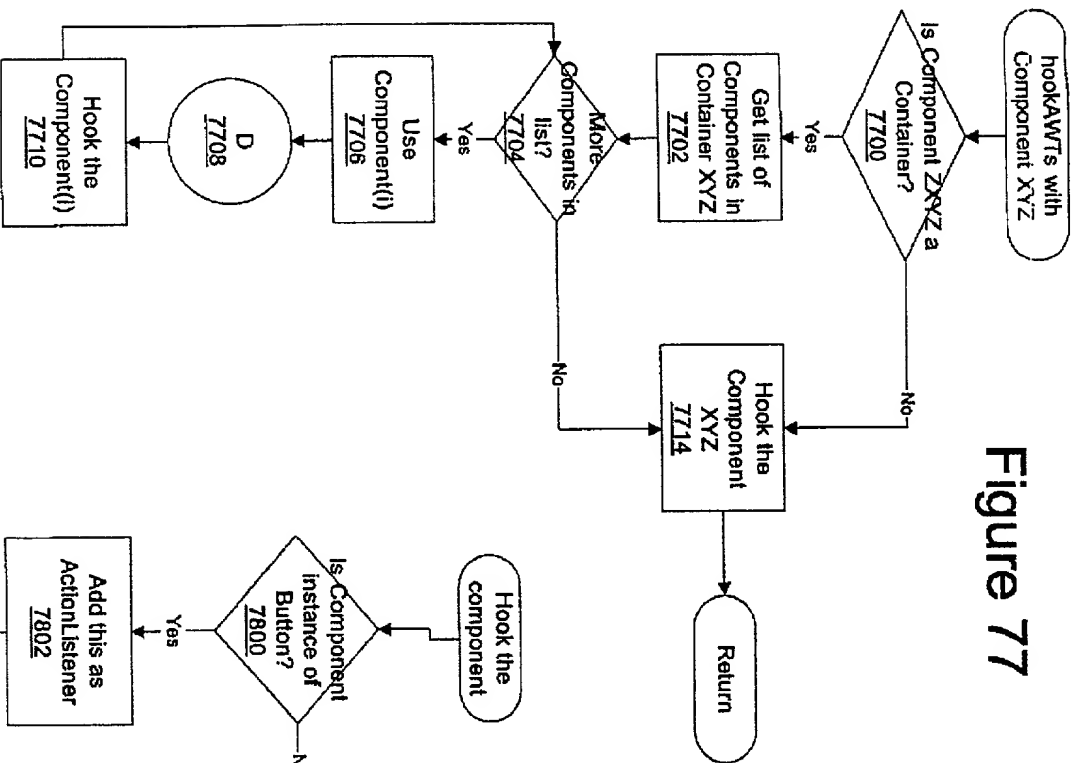 Figure 77
hookAWTs with
Component XYZ
Is Component ZXYZ a
Container?
7700
Yes
No
Get list of
Components in
Container XYZ
7702
More
Components in
list?
7704
Yes
No
Use
Component(i)
7706
D
7708
Hook the
Component(i)
7710
Hook the
Component
XYZ
7714
Return
Hook the
component
Is Component
instance of
Button?
7800
Yes
Add this as
ActionListener
7802